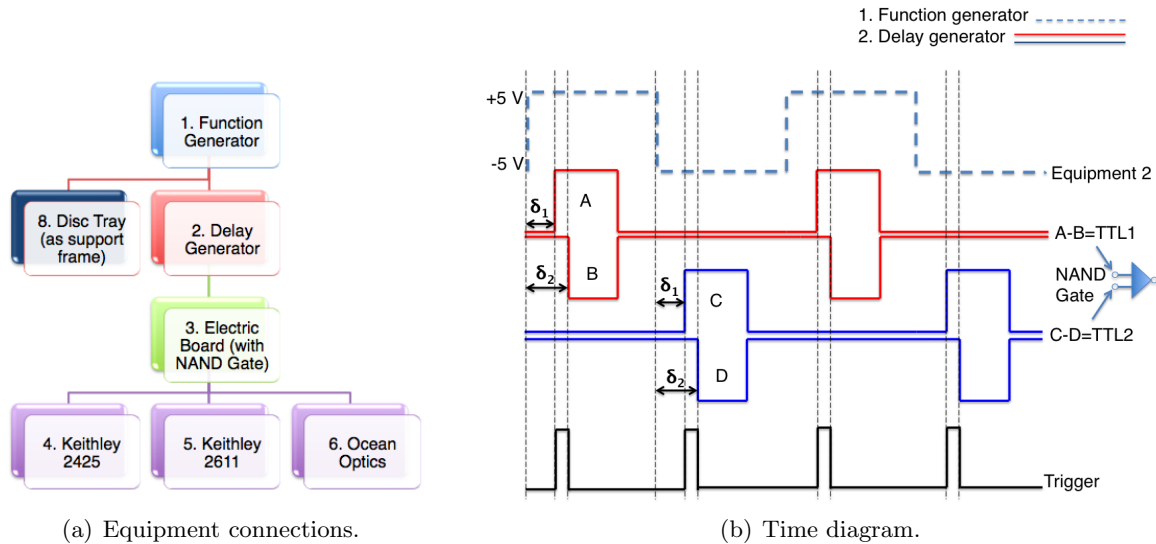 1. Function generator
2. Delay generator
1. Function
Generator
8. Disc Tray
(as support
frame)
2. Delay
Generator
3. Electric
Board (with
NAND Gate)
4. Keithley
2425
5. Keithley
2611
6. Ocean
Optics
(a) Equipment connections.
+5 V
-5 V
Equipment 2
δ1
A
A-B=TTL1
B
δ2
NAND
Gate
δ1
C
C-D=TTL2
D
δ2
Trigger
(b) Time diagram.